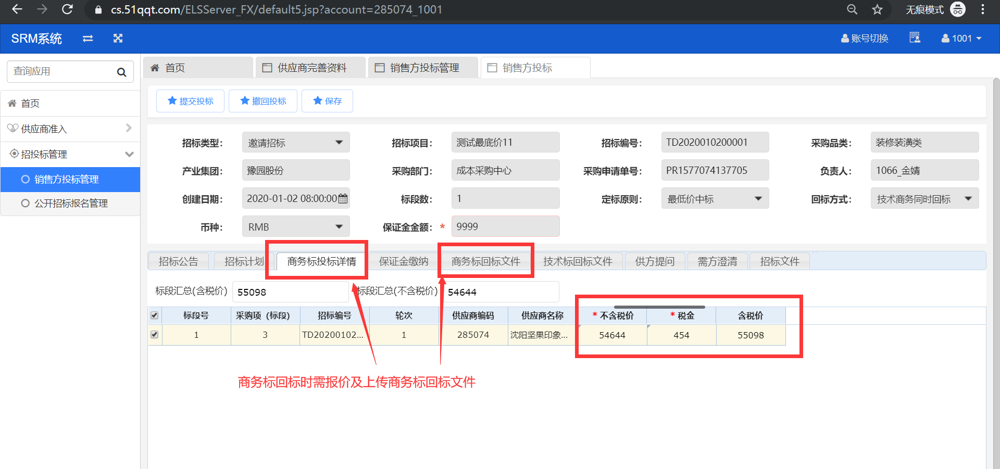 cs.51qqt.com/ELSServer_FX/default5.jsp?account=285074_1001
无痕模式
SRM系统
账号切换
1001
查询应用
首页
供应商准入
招投标管理
销售方投标管理
公开招标报名管理
首页
供应商完善资料
销售方投标管理
销售方投标
提交投标
撤回投标
保存
招标类型: 邀请招标
招标项目: 测试最底价11
招标编号: TD2020010200001
采购品类: 装修装潢类
产业集团: 豫园股份
采购部门: 成本采购中心
采购申请单号: PR1577074137705
负责人: 1066_金婧
创建日期: 2020-01-02 08:00:00
标段数: 1
定标原则: 最低价中标
回标方式: 技术商务同时回标
币种: RMB
保证金金额: * 9999
招标公告
招标计划
商务标投标详情
保证金缴纳
商务标回标文件
技术标回标文件
供方提问
需方澄清
招标文件
标段汇总(含税价) 55098
标段汇总(不含税价) 54644
标段号 采购项（标段） 招标编号 轮次 供应商编码 供应商名称 * 不含税价 * 税金 含税价
1 3 TD20200102... 1 285074 沈阳坚果印象... 54644 454 55098
商务标回标时需报价及上传商务标回标文件